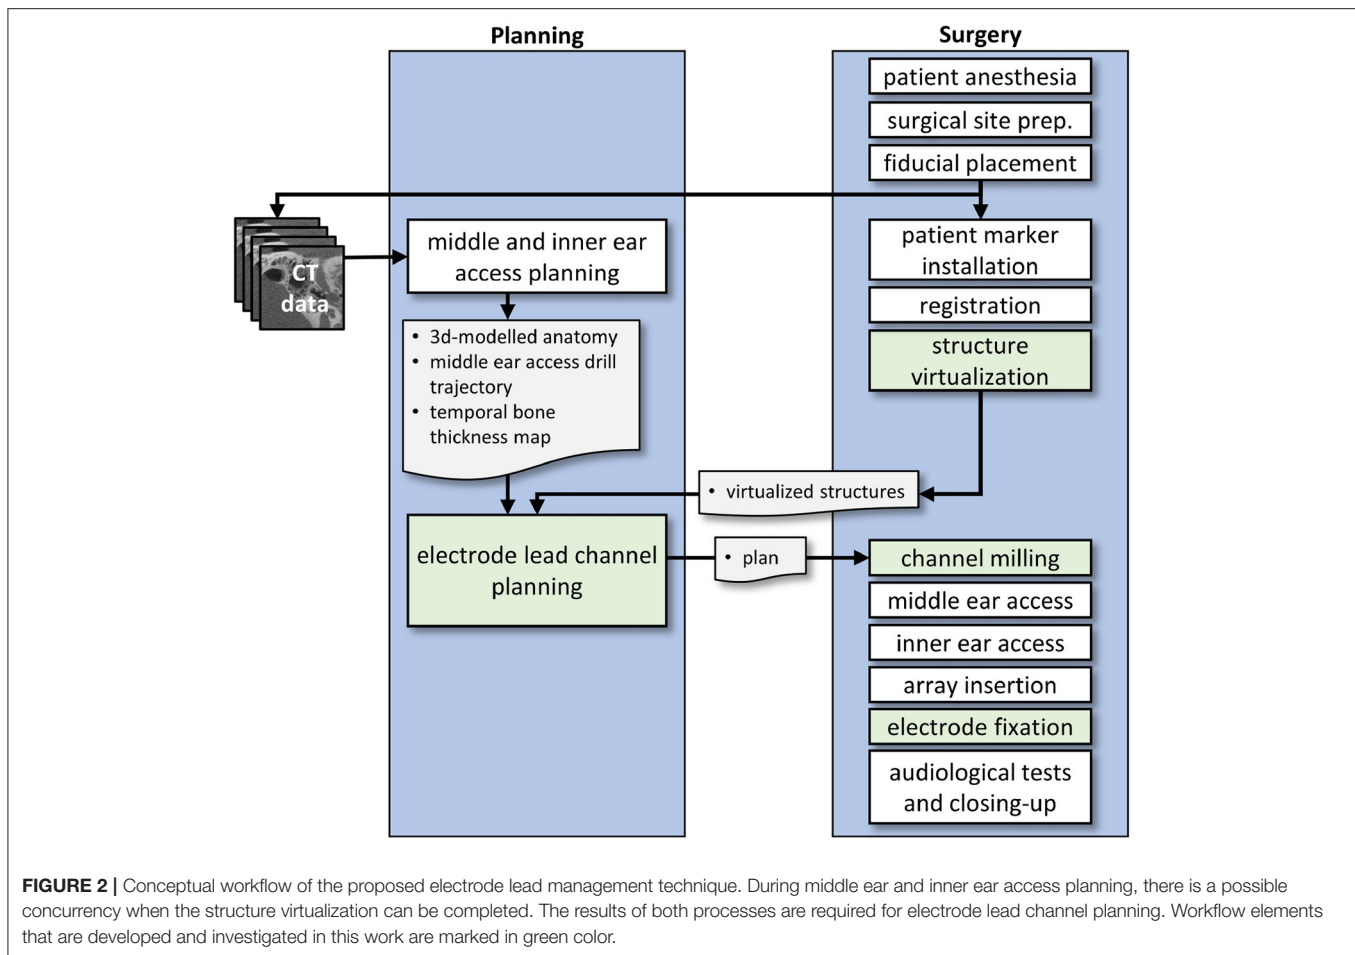 Planning
Surgery
patient anesthesia
surgical site prep.
fiducial placement
CT
data
middle and inner ear
access planning
patient marker
installation
registration
structure
virtualization
• 3d-modelled anatomy
• middle ear access drill
trajectory
• temporal bone
thickness map
• virtualized structures
electrode lead channel
planning
• plan
channel milling
middle ear access
inner ear access
array insertion
electrode fixation
audiological tests
and closing-up
FIGURE 2 | Conceptual workflow of the proposed electrode lead management technique. During middle ear and inner ear access planning, there is a possible
concurrency when the structure virtualization can be completed. The results of both processes are required for electrode lead channel planning. Workflow elements
that are developed and investigated in this work are marked in green color.